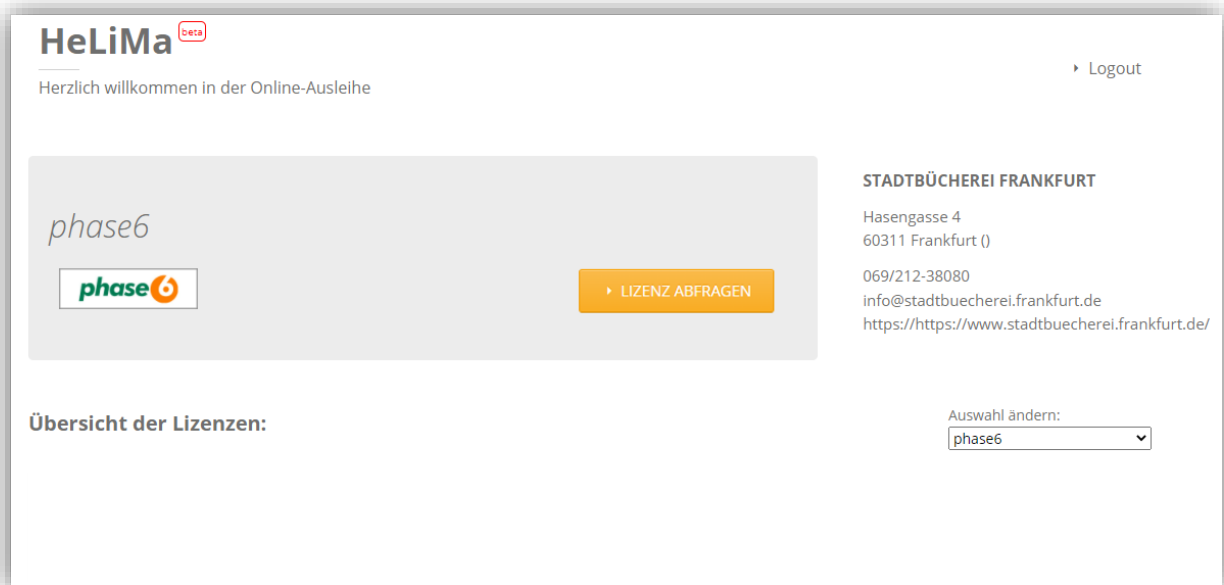 HeLiMa beta
Herzlich willkommen in der Online-Ausleihe
Logout
phase6
phase6
LIZENZ ABFRAGEN
STADTBÜCHEREI FRANKFURT
Hasengasse 4
60311 Frankfurt ()
069/212-38080
info@stadtbuecherei.frankfurt.de
https://https://www.stadtbuecherei.frankfurt.de/
Übersicht der Lizenzen:
Auswahl ändern:
phase6